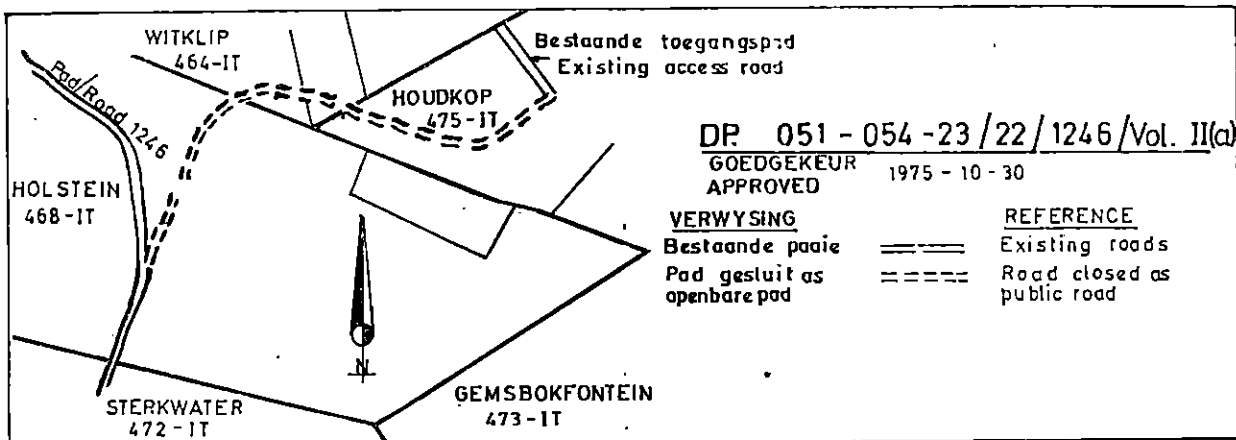 WITKLIP
464-IT
Pad/Road 1246
Bestaande toegangspad
Existing access road
HOUDKOP
475-IT
HOLSTEIN
468-IT
DP. 051-054-23/22/1246/Vol. II(a)
GOEDGEKEUR
APPROVED
1975-10-30
VERWYSING
REFERENCE
Bestaande paaie
Existing roads
Pad gesluit as
openbare pad
Road closed as
public road
N
GEMSBOKFONTEIN
473-IT
STERKWATER
472-IT